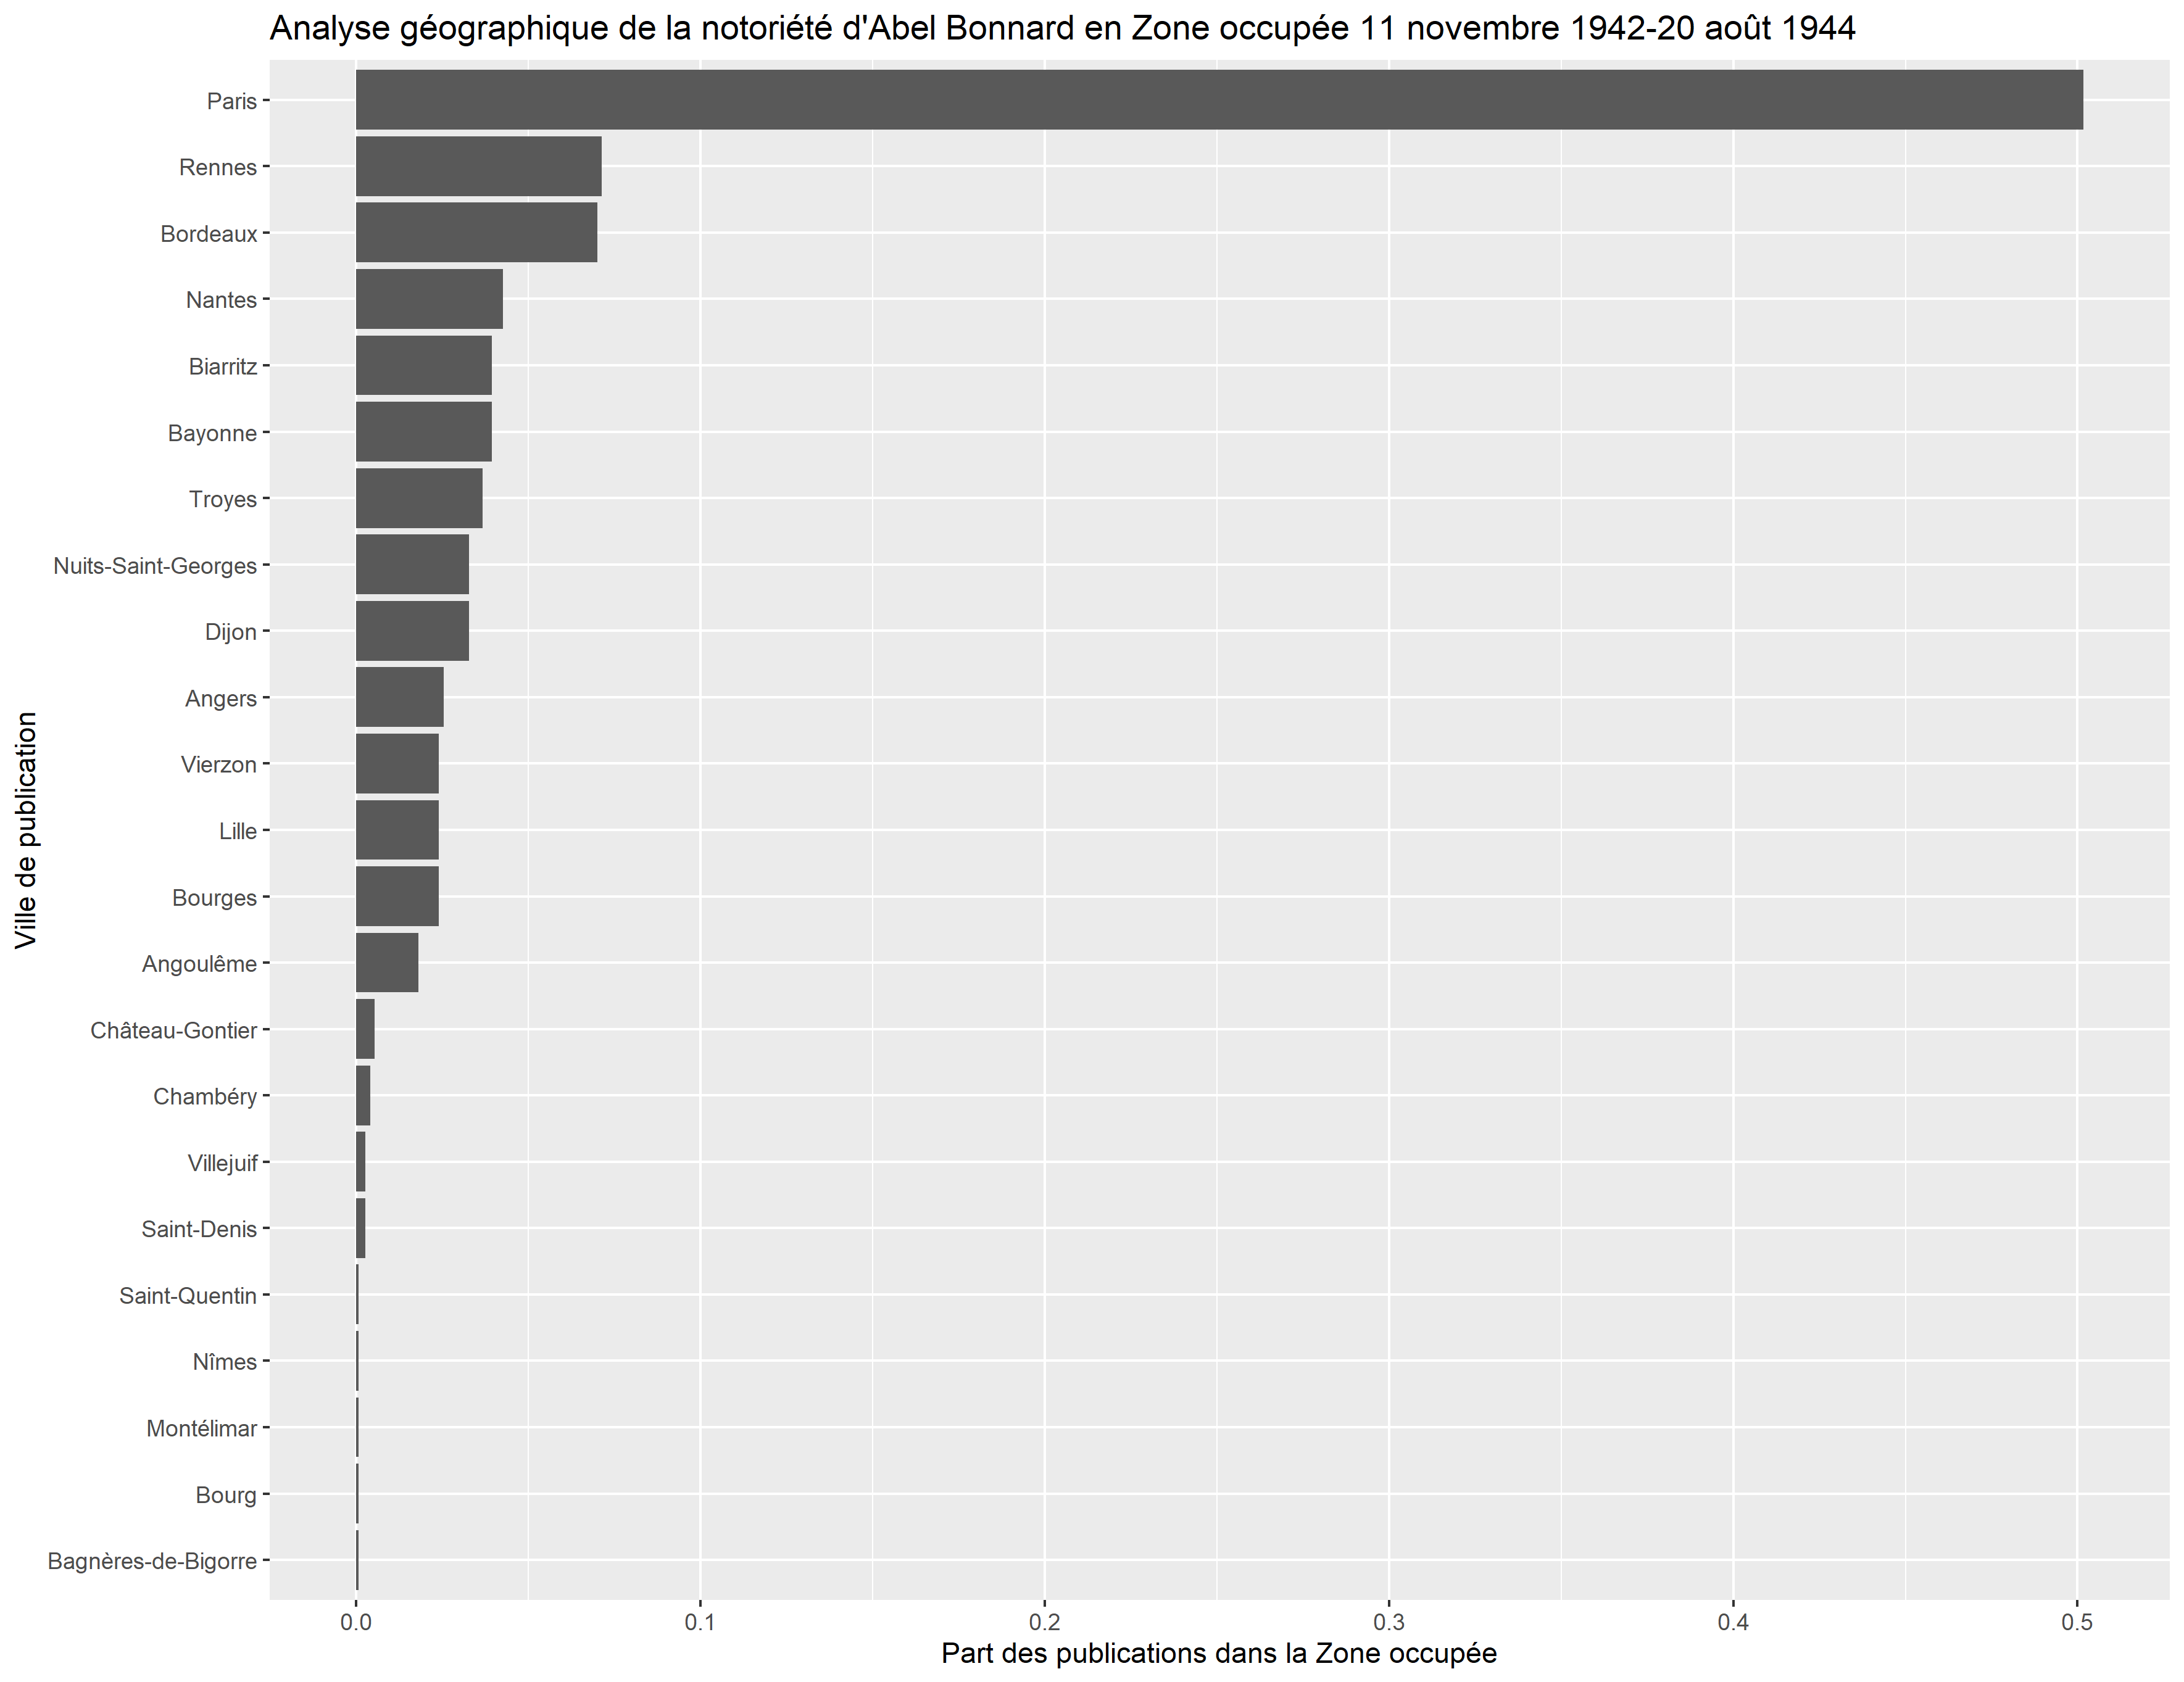 Analyse géographique de la notoriété d'Abel Bonnard en Zone occupée 11 novembre 1942-20 août 1944
Ville de publication
Paris
Rennes
Bordeaux
Nantes
Biarritz
Bayonne
Troyes
Nuits-Saint-Georges
Dijon
Angers
Vierzon
Lille
Bourges
Angoulême
Château-Gontier
Chambéry
Villejuif
Saint-Denis
Saint-Quentin
Nîmes
Montélimar
Bourg
Bagnères-de-Bigorre
0.0 0.1 0.2 0.3 0.4 0.5
Part des publications dans la Zone occupée